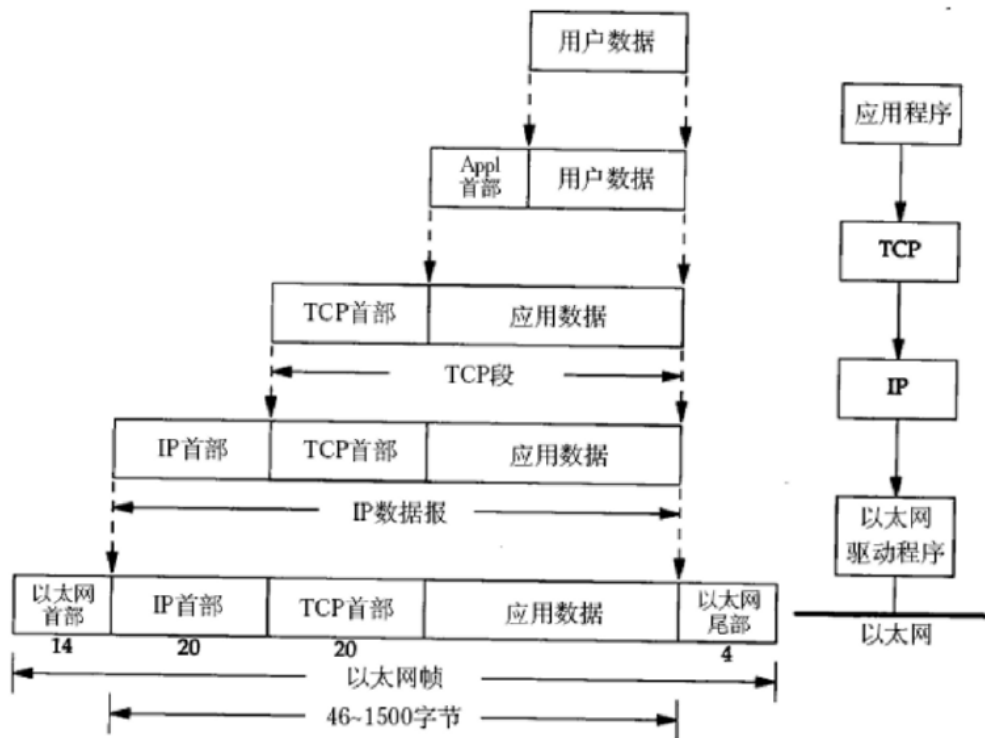 用户数据
应用程序
Appl
首部
用户数据
TCP
TCP首部
应用数据
TCP段
IP
IP首部
TCP首部
应用数据
IP数据报
以太网
驱动程序
以太网
首部
IP首部
TCP首部
应用数据
以太网
尾部
以太网
14
20
20
4
以太网帧
46~1500字节